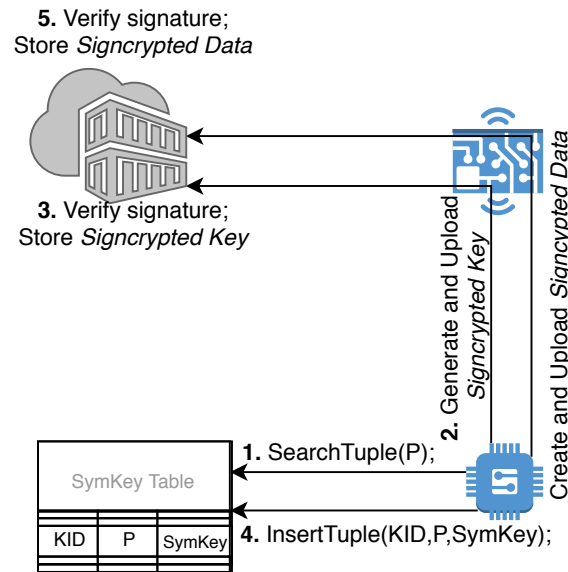 5. Verify signature;
Store Signcrypted Data
3. Verify signature;
Store Signcrypted Key
2. Generate and Upload
Signcrypted Key
Create and Upload Signcypted Data
1. SearchTuple(P);
SymKey Table
4. InsertTuple(KID,P,SymKey);
KID P SymKey